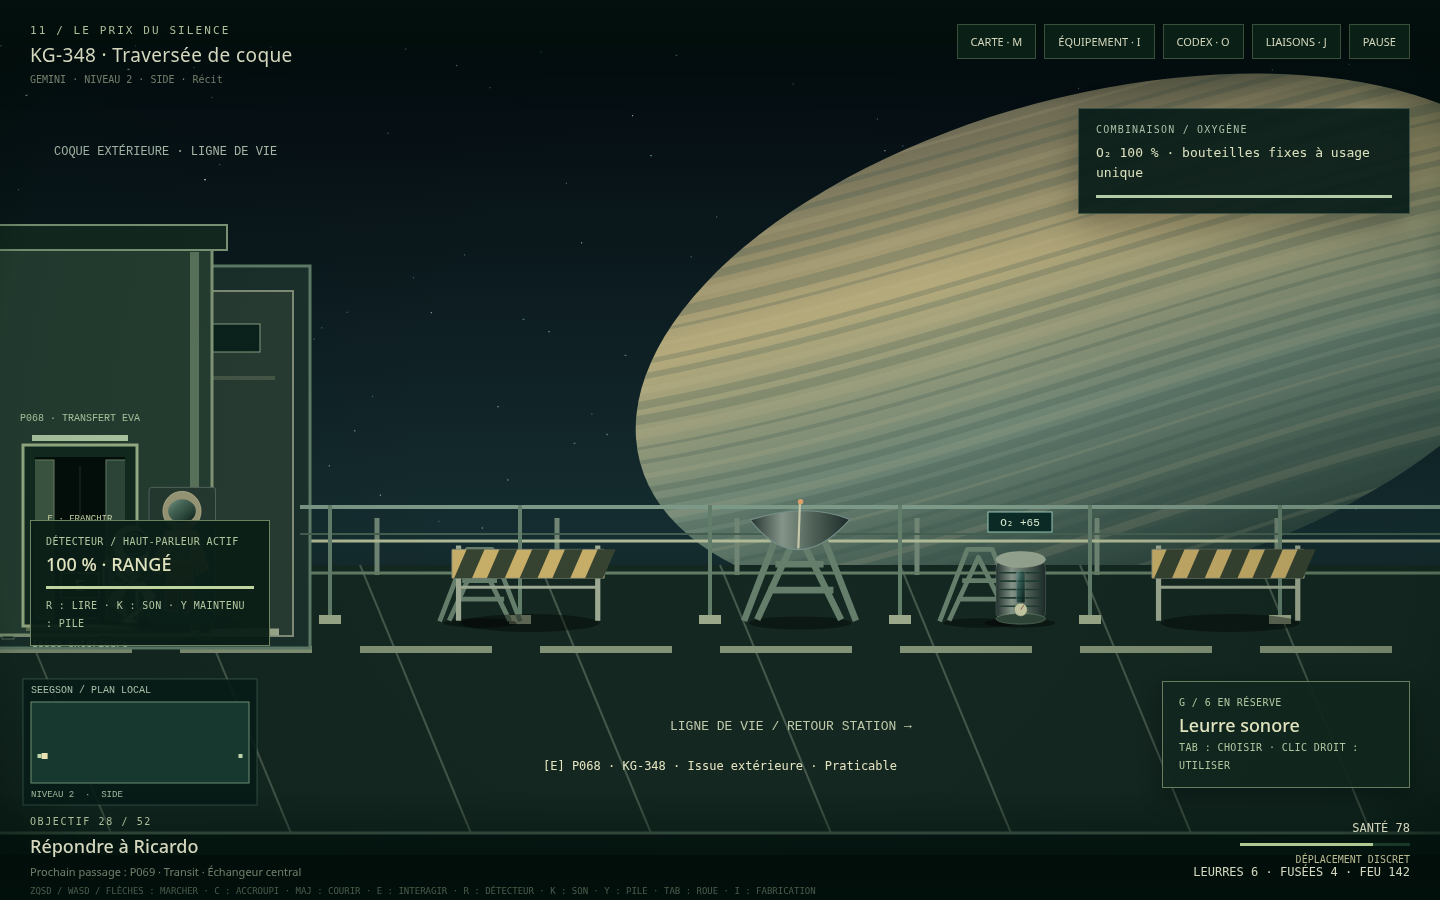 11 / LE PRIX DU SILENCE
KG-348 · Traversée de coque
GEMINI · NIVEAU 2 · SIDE · Récit
CARTE · M
ÉQUIPEMENT · I
CODEX · O
LIAISONS · J
PAUSE
COMBINAISON / OXYGÈNE
O₂ 100 % · bouteilles fixes à usage
unique
COQUE EXTÉRIEURE · LIGNE DE VIE
P068 · TRANSFERT EVA
E · FRANCHIR
O₂ +65
DÉTECTEUR / HAUT-PARLEUR ACTIF
100 % · RANGÉ
R : LIRE · K : SON · Y MAINTENU
: PILE
SEEGSON / PLAN LOCAL
NIVEAU 2 · SIDE
LIGNE DE VIE / RETOUR STATION →
[E] P068 · KG-348 · Issue extérieure · Praticable
G / 6 EN RÉSERVE
Leurre sonore
TAB : CHOISIR · CLIC DROIT :
UTILISER
OBJECTIF 28 / 52
Répondre à Ricardo
Prochain passage : P069 · Transit · Échangeur central
ZQSD / WASD / FLÈCHES : MARCHER · C : ACCROUPI · MAJ : COURIR · E : INTERAGIR · R : DÉTECTEUR · K : SON · Y : PILE · TAB : ROUE · I : FABRICATION
SANTÉ 78
DÉPLACEMENT DISCRET
LEURRES 6 · FUSÉES 4 · FEU 142